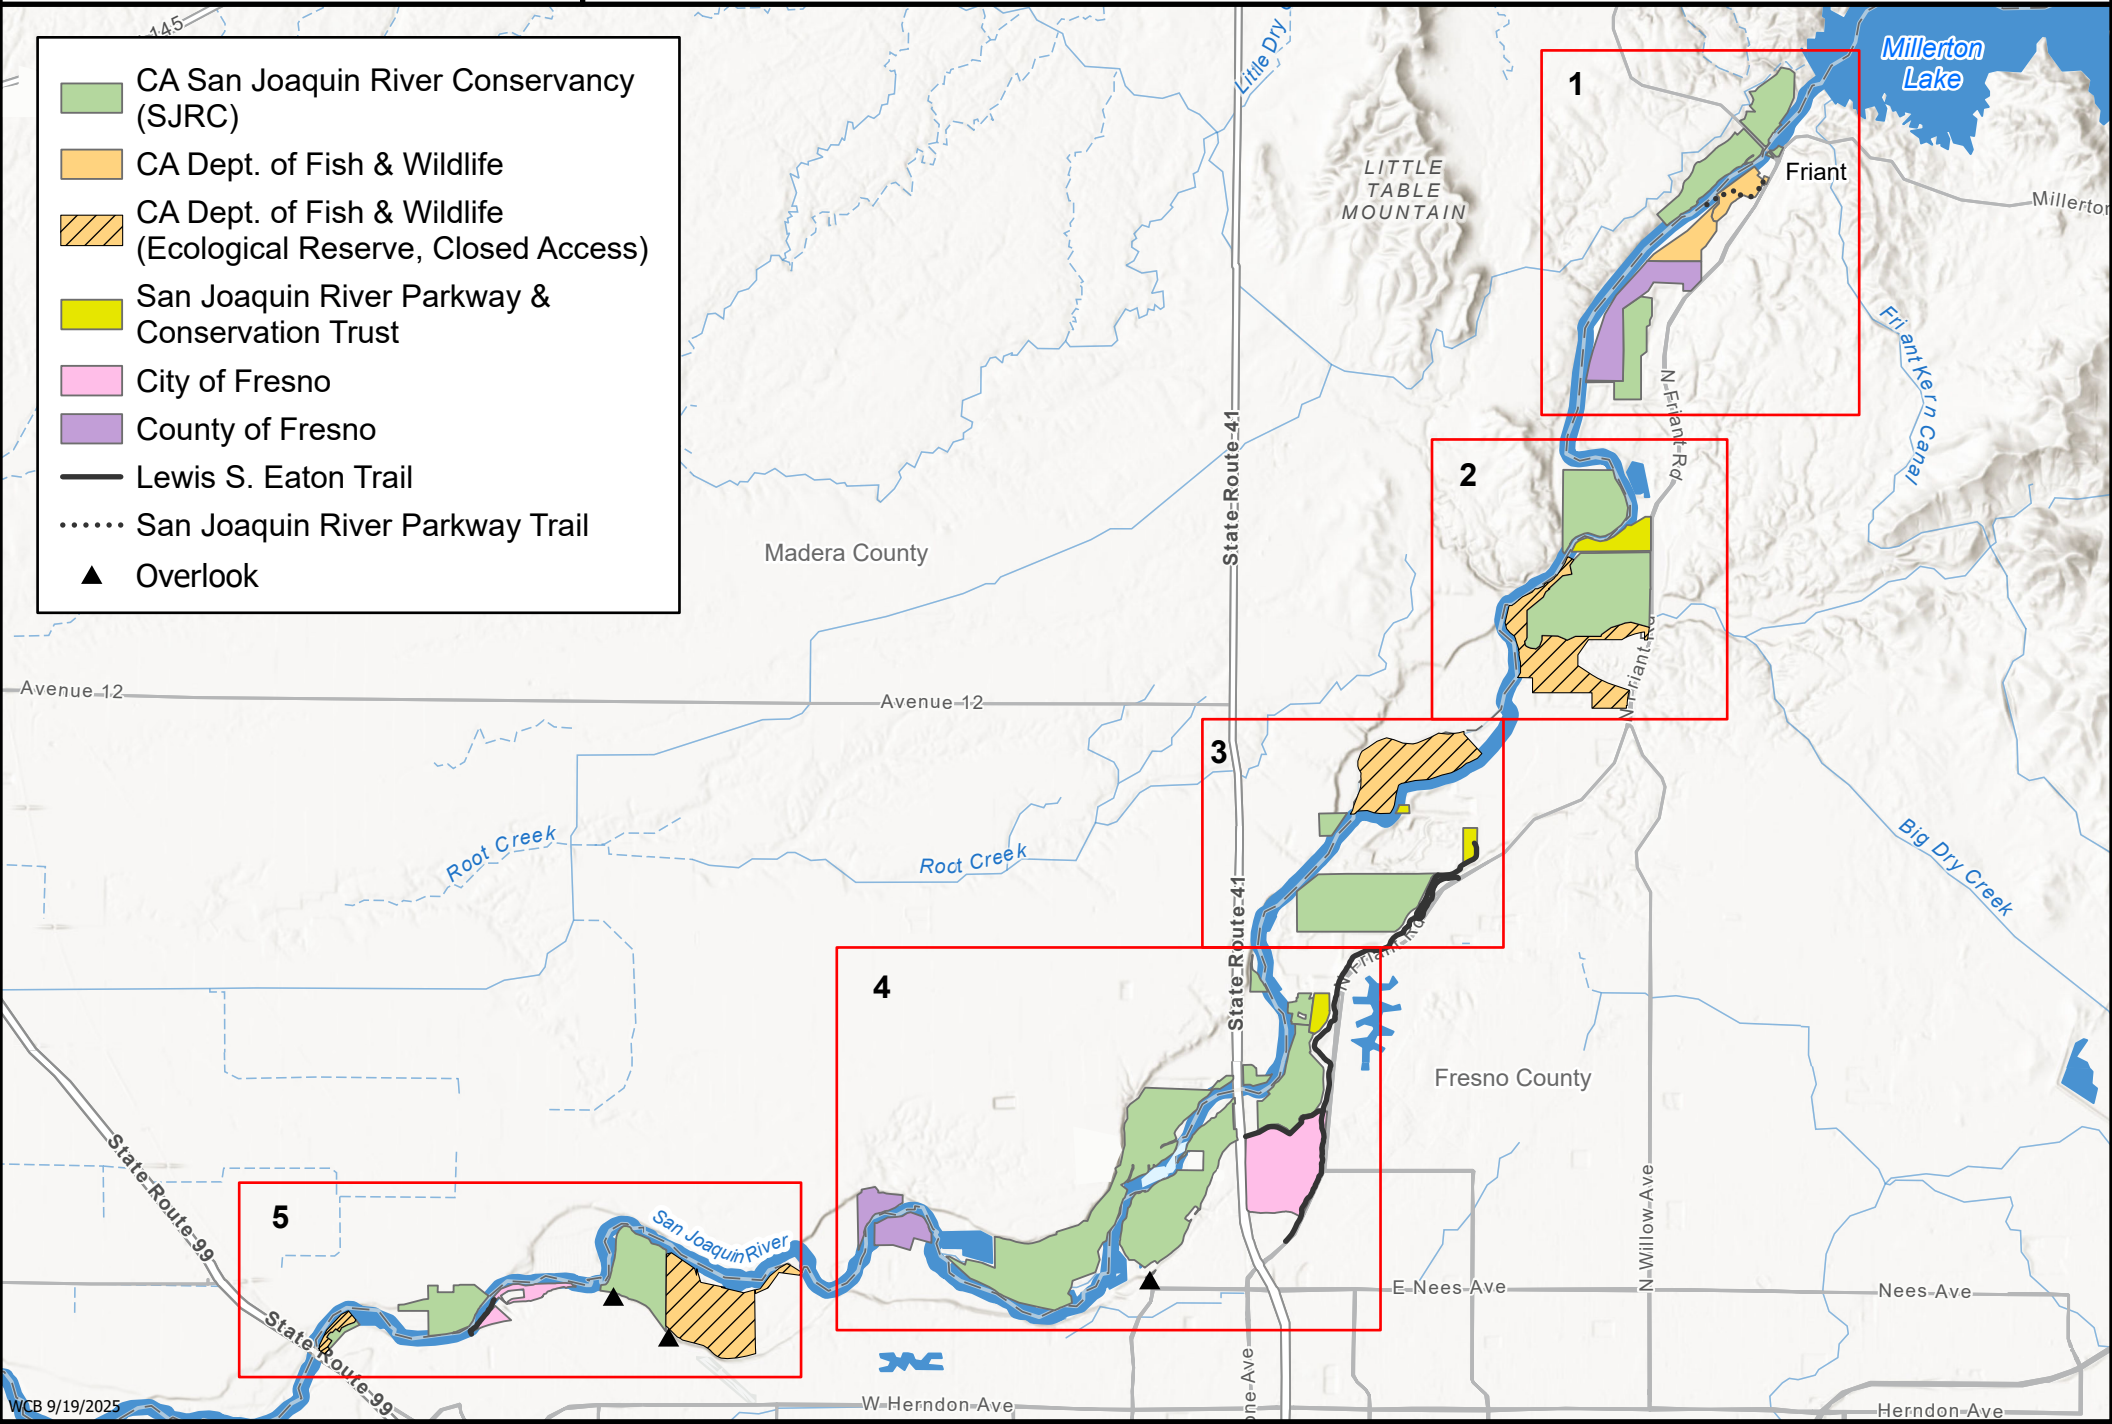 145
CA San Joaquin River Conservancy
(SJRC)
CA Dept. of Fish & Wildlife
CA Dept. of Fish & Wildlife
(Ecological Reserve, Closed Access)
San Joaquin River Parkway &
Conservation Trust
City of Fresno
County of Fresno
Lewis S. Eaton Trail
San Joaquin River Parkway Trail
Overlook
Little Dry
Millerton
Lake
1
Friant
LITTLE
TABLE
MOUNTAIN
Millerton
Friant Kern Canal
N Friant Rd
State Route 41
2
Madera County
N Friant Rd
Avenue 12
Avenue 12
3
Root Creek
Root Creek
Big Dry Creek
State Route 41
N Friant Rd
4
Fresno County
State Route 99
5
San Joaquin River
N Willow Ave
E Nees Ave
Nees Ave
State Route 99
one Ave
W Herndon Ave
Herndon Ave
WCB 9/19/2025